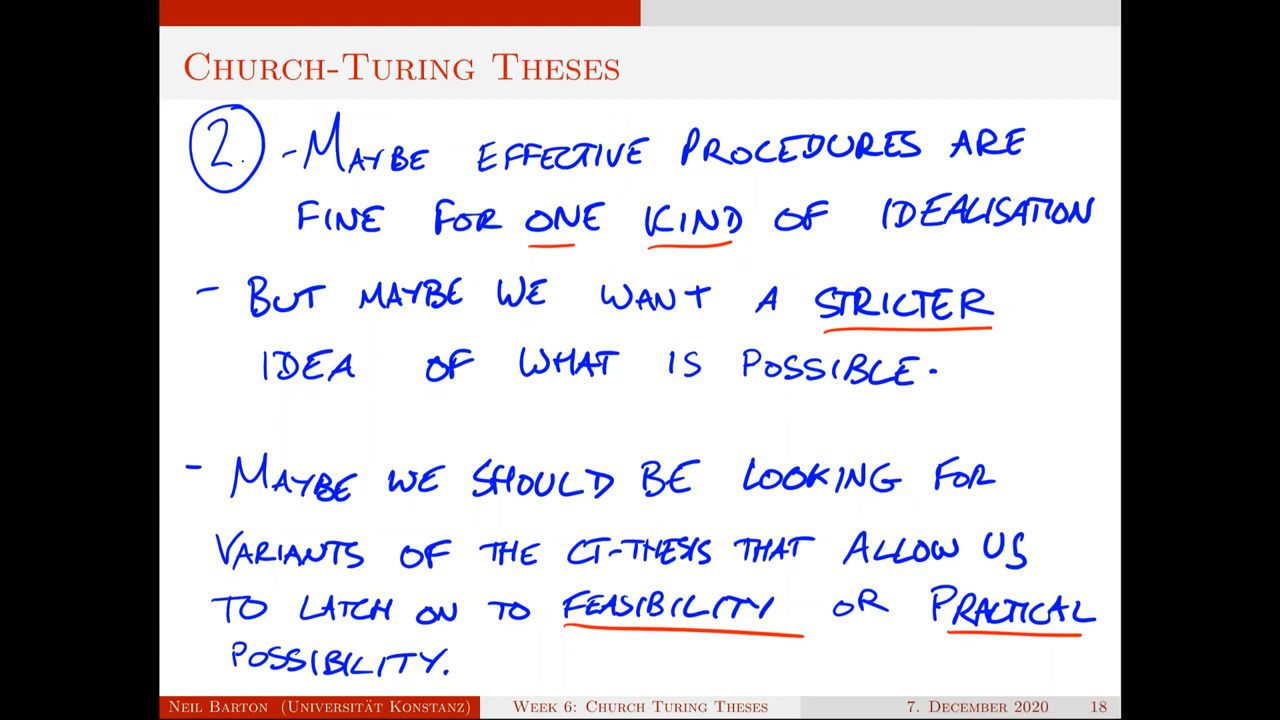 CHURCH-TURING THESES
2. - MAYBE EFFECTIVE PROCEDURES ARE
FINE FOR ONE KIND OF IDEALISATION
- BUT MAYBE WE WANT A STRICTER
IDEA OF WHAT IS POSSIBLE.
- MAYBE WE SHOULD BE LOOKING FOR
VARIANTS OF THE CT-THESIS THAT ALLOW US
TO LATCH ON TO FEASIBILITY OR PRACTICAL
POSSIBILITY.
NEIL BARTON (UNIVERSITÄT KONSTANZ) WEEK 6: CHURCH TURING THESES 7. DECEMBER 2020 18